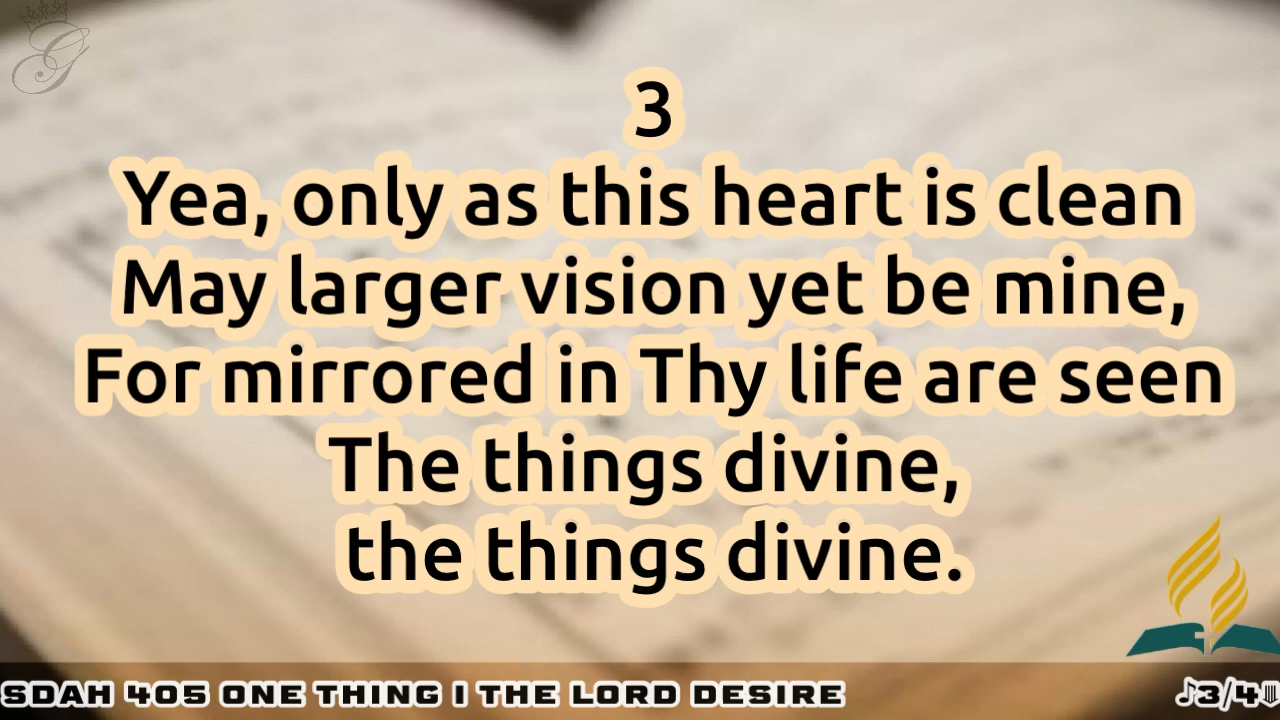 G
3
Yea, only as this heart is clean
May larger vision yet be mine,
For mirrored in Thy life are seen
The things divine,
the things divine.
SDAH 405 ONE THING I THE LORD DESIRE
♪3/4